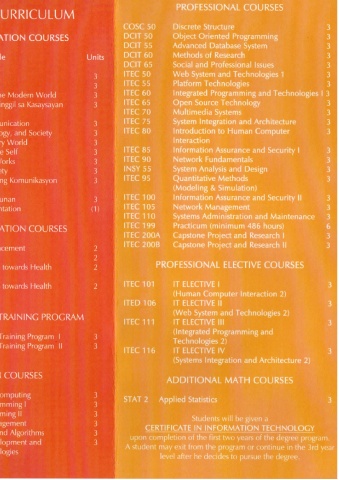 CURRICULUM
ATION COURSES
Units
3
3
he Modern World 3
nggil sa Kasaysayan 3
unication 3
ogy, and Society 3
ry World 3
e Self 3
Works 3
ty 3
ng Komunikasyon 3
unan 3
ntation (1)
ATION COURSES
ncement 2
2
towards Health 2
towards Health 2
TRAINING PROGRAM
Training Program I 3
Training Program II 3
COURSES
omputing 3
mming I 3
ming II 3
agement 3
nd Algorithms 3
elopment and 3
logies
PROFESSIONAL COURSES
COSC 50 Discrete Structure 3
DCIT 50 Object Oriented Programming 3
DCIT 55 Advanced Database System 3
DCIT 60 Methods of Research 3
DCIT 65 Social and Professional Issues 3
ITEC 50 Web System and Technologies 1 3
ITEC 55 Platform Technologies 3
ITEC 60 Integrated Programming and Technologies I 3
ITEC 65 Open Source Technology 3
ITEC 70 Multimedia Systems 3
ITEC 75 System Integration and Architecture 3
ITEC 80 Introduction to Human Computer 3
Interaction
ITEC 85 Information Assurance and Security I 3
ITEC 90 Network Fundamentals 3
INSY 55 System Analysis and Design 3
ITEC 95 Quantitative Methods 3
(Modeling & Simulation)
ITEC 100 Information Assurance and Security II 3
ITEC 105 Network Management 3
ITEC 110 Systems Administration and Maintenance 3
ITEC 199 Practicum (minimum 486 hours) 6
ITEC 200A Capstone Project and Research I 3
ITEC 200B Capstone Project and Research II 3
PROFESSIONAL ELECTIVE COURSES
ITEC 101 IT ELECTIVE I 3
(Human Computer Interaction 2)
ITED 106 IT ELECTIVE II 3
(Web System and Technologies 2)
ITEC 111 IT ELECTIVE III 3
(Integrated Programming and
Technologies 2)
ITEC 116 IT ELECTIVE IV 3
(Systems Integration and Architecture 2)
ADDITIONAL MATH COURSES
STAT 2 Applied Statistics 3
Students will be given a
CERTIFICATE IN INFORMATION TECHNOLOGY
upon completion of the first two years of the degree program.
A student may exit from the program or continue in the 3rd year
level after he decides to pursue the degree.